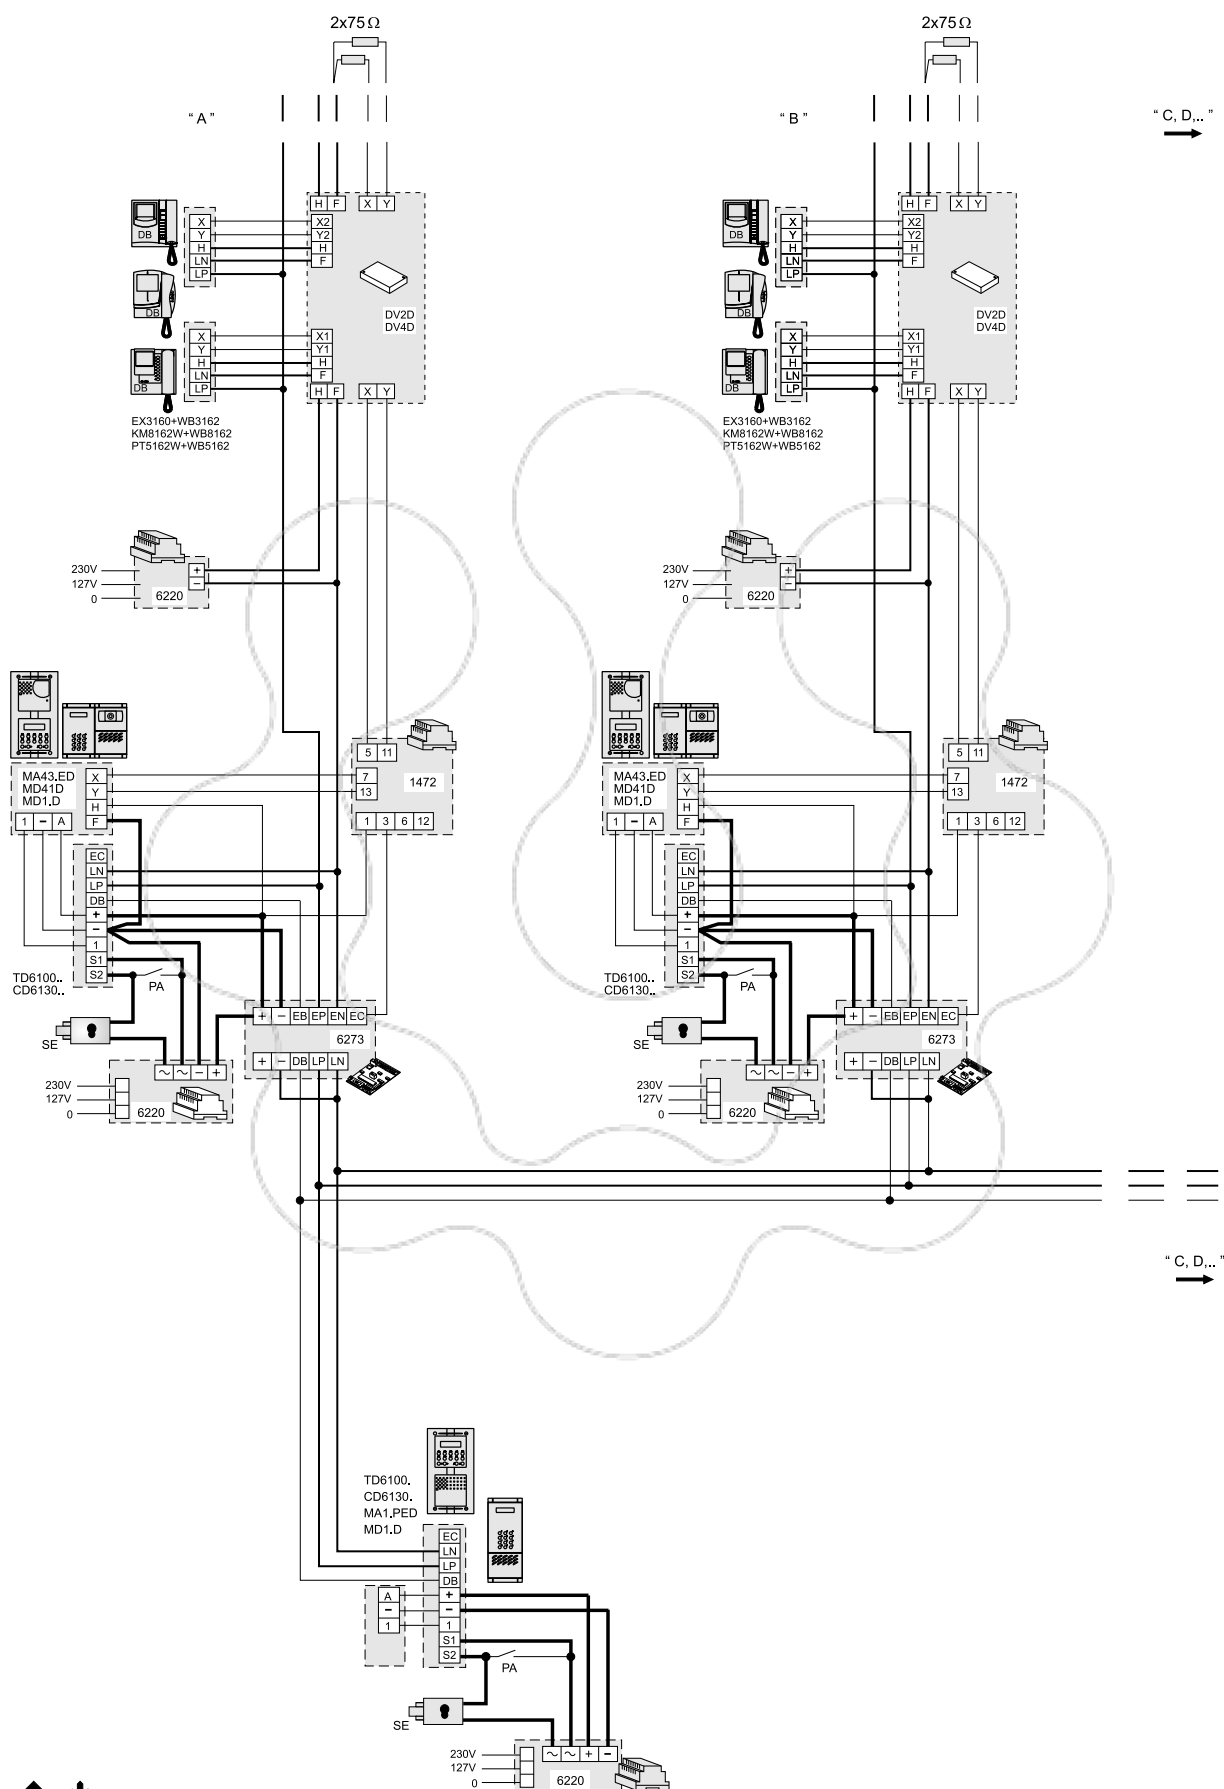 2x75Ω 2x75Ω
“ A ” “ B ” “ C, D,.. ”
H F X Y H F X Y
DB X X2 DB X X2
Y Y2 Y Y2
H H H H
LN F LN F
LP LP
DB DB
DV2D DV2D
DV4D DV4D
X X1 X X1
Y Y1 Y Y1
H H H H
LN F LN F
DB LP DB LP
H F X Y H F X Y
EX3160+WB3162 EX3160+WB3162
KM8162W+WB8162 KM8162W+WB8162
PT5162W+WB5162 PT5162W+WB5162
230V + 230V +
127V − 127V −
0 6220 0 6220
5 11 5 11
MA43.ED X 7 1472 MA43.ED X 7 1472
MD41D Y 13 MD41D Y 13
MD1.D H MD1.D H
1 − A F 1 3 6 12 1 − A F 1 3 6 12
EC EC
LN LN
LP LP
DB DB
+ +
− −
1 1
S1 S1
TD6100.. S2 TD6100.. S2
CD6130.. PA CD6130.. PA
+ − EB EP EN EC + − EB EP EN EC
SE 6273 SE 6273
+ − DB LP LN + − DB LP LN
~ ~ − + ~ ~ − +
230V 230V
127V 127V
0 6220 0 6220
“ C, D,.. ”
TD6100.
CD6130.
MA1.PED
MD1.D
EC
LN
LP
DB
A +
− −
1 1
S1
S2
PA
SE
~ ~ + −
230V
127V
0 6220